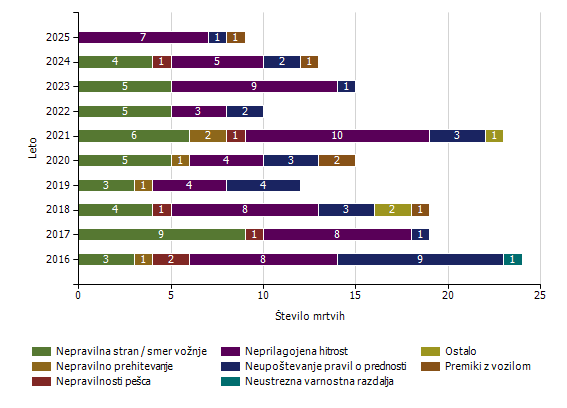 2025 7 1 1
2024 4 1 5 2 1
2023 5 9 1
2022 5 3 2
2021 6 2 1 10 3 1
2020 5 1 4 3 2
2019 3 1 4 4
2018 4 1 8 3 2 1
2017 9 1 8 1
2016 3 1 2 8 9 1
Leto
0 5 10 15 20 25
Število mrtvih
Nepravilna stran / smer vožnje Neprilagojena hitrost Ostalo
Nepravilno prehitevanje Neupoštevanje pravil o prednosti Premiki z vozilom
Nepravilnosti pešca Neustrezna varnostna razdalja